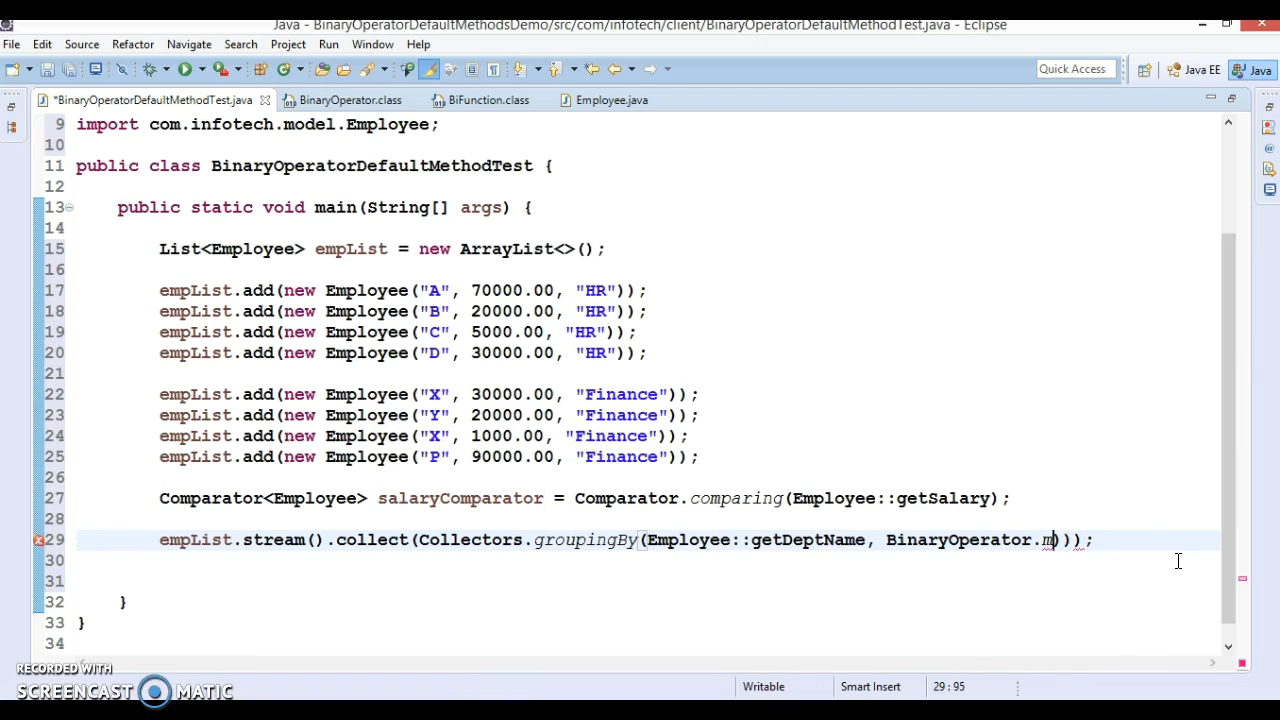 Java - BinaryOperatorDefaultMethodsDemo/src/com/infotech/client/BinaryOperatorDefaultMethodTest.java - Eclipse
File Edit Source Refactor Navigate Search Project Run Window Help
Quick Access Java EE Java
*BinaryOperatorDefaultMethodTest.java BinaryOperator.class BiFunction.class Employee.java
9 import com.infotech.model.Employee;
10
11 public class BinaryOperatorDefaultMethodTest {
12
13 public static void main(String[] args) {
14
15 List<Employee> empList = new ArrayList<>();
16
17 empList.add(new Employee("A", 70000.00, "HR"));
18 empList.add(new Employee("B", 20000.00, "HR"));
19 empList.add(new Employee("C", 5000.00, "HR"));
20 empList.add(new Employee("D", 30000.00, "HR"));
21
22 empList.add(new Employee("X", 30000.00, "Finance"));
23 empList.add(new Employee("Y", 20000.00, "Finance"));
24 empList.add(new Employee("X", 1000.00, "Finance"));
25 empList.add(new Employee("P", 90000.00, "Finance"));
26
27 Comparator<Employee> salaryComparator = Comparator.comparing(Employee::getSalary);
28
29 empList.stream().collect(Collectors.groupingBy(Employee::getDeptName, BinaryOperator.m)));
30
31
32 }
33 }
34
RECORDED WITH
SCREENCAST MATIC
Writable Smart Insert 29 : 95